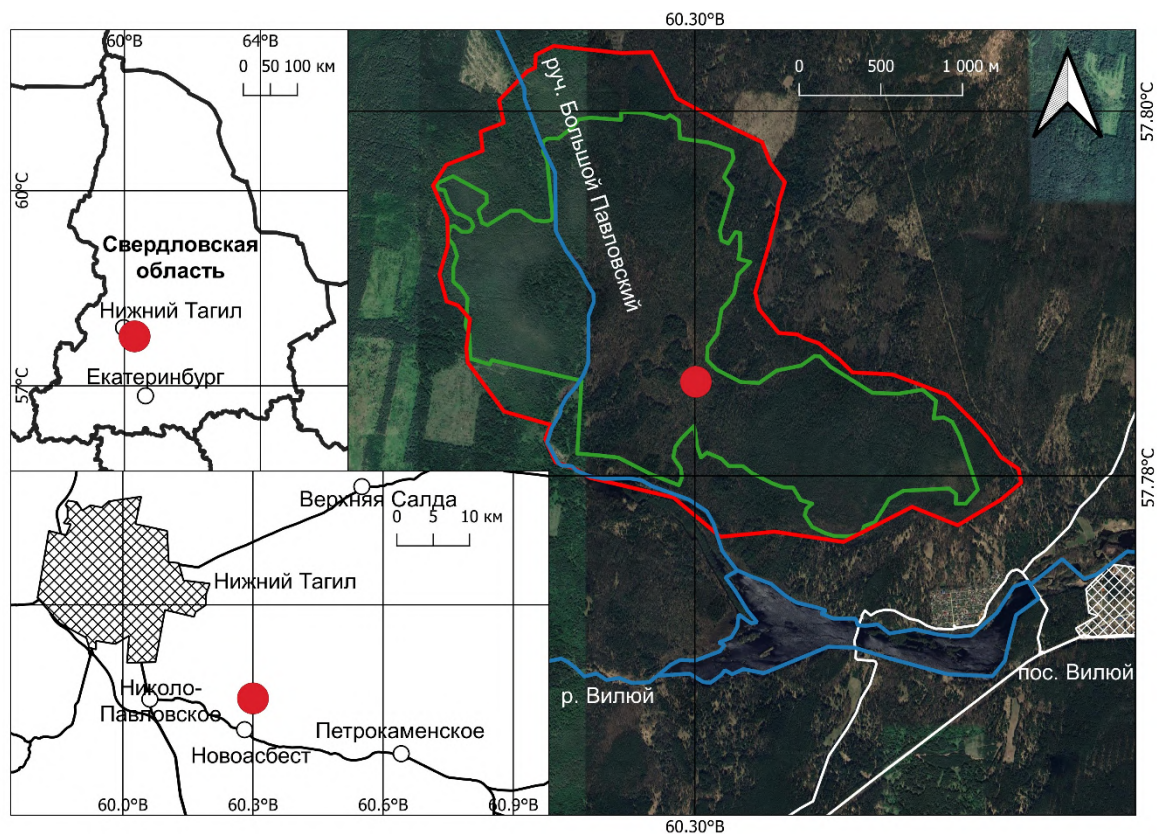 60°В
64°В
0 50 100 км
60°С
57°С
Свердловская
область
Нижний Тагил
Екатеринбург
60.30°В
руч. Большой Павловский
0 500 1 000 м
57.80°С
57.78°С
р. Вилюй
пос. Вилюй
60.30°В
Верхняя Салда
0 5 10 км
Нижний Тагил
Николо-
Павловское
Новоасбест
Петрокаменское
60.0°В
60.3°В
60.6°В
60.9°В